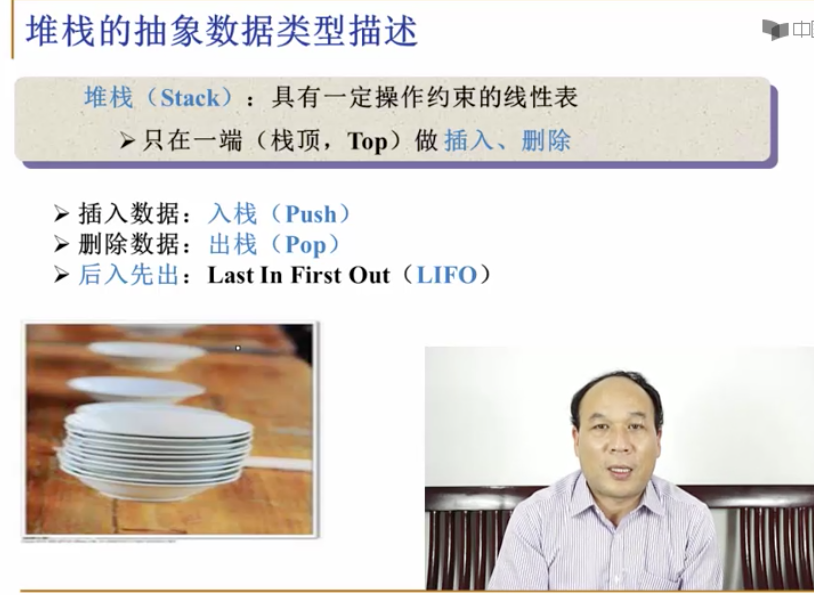 堆栈的抽象数据类型描述
中
堆栈（Stack）：具有一定操作约束的线性表
➢只在一端（栈顶，Top）做 插入、删除
➢ 插入数据：入栈（Push）
➢ 删除数据：出栈（Pop）
➢ 后入先出：Last In First Out（LIFO）